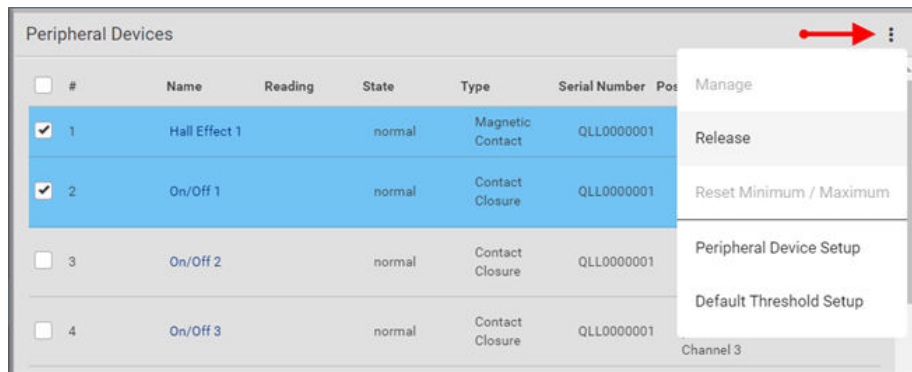 Peripheral Devices
# Name Reading State Type Serial Number Pos
Manage
1 Hall Effect 1 normal Magnetic Contact QLL0000001
Release
2 On/Off 1 normal Contact Closure QLL0000001
Reset Minimum / Maximum
3 On/Off 2 normal Contact Closure QLL0000001
Peripheral Device Setup
Default Threshold Setup
4 On/Off 3 normal Contact Closure QLL0000001
Channel 3